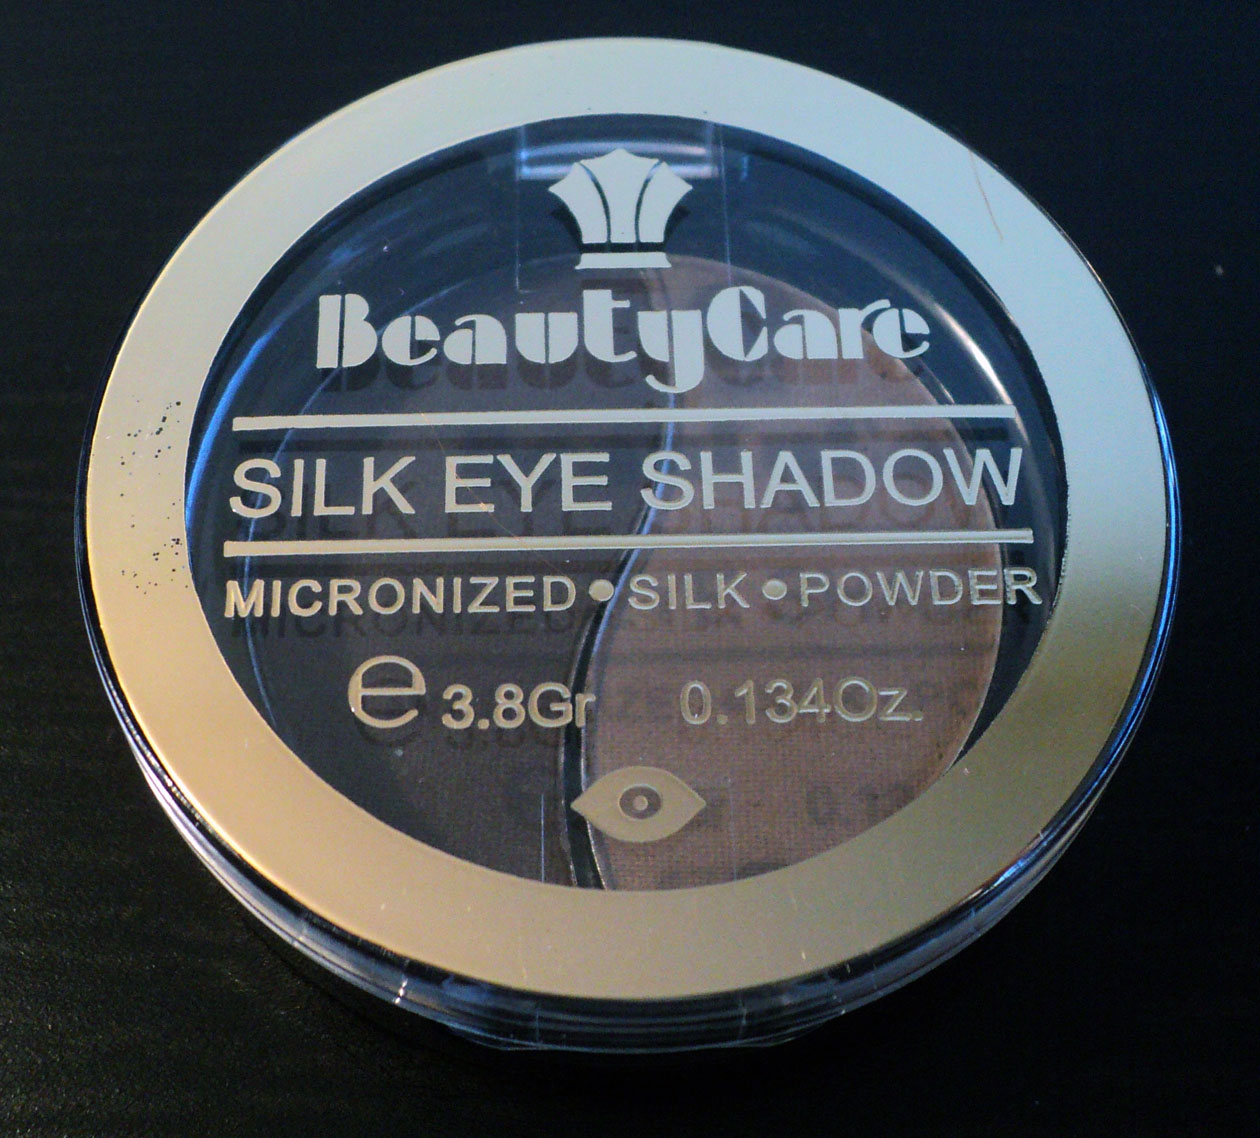 BeautyCare
SILK EYE SHADOW
MICRONIZED • SILK • POWDER
℮ 3.8Gr 0.134Oz.